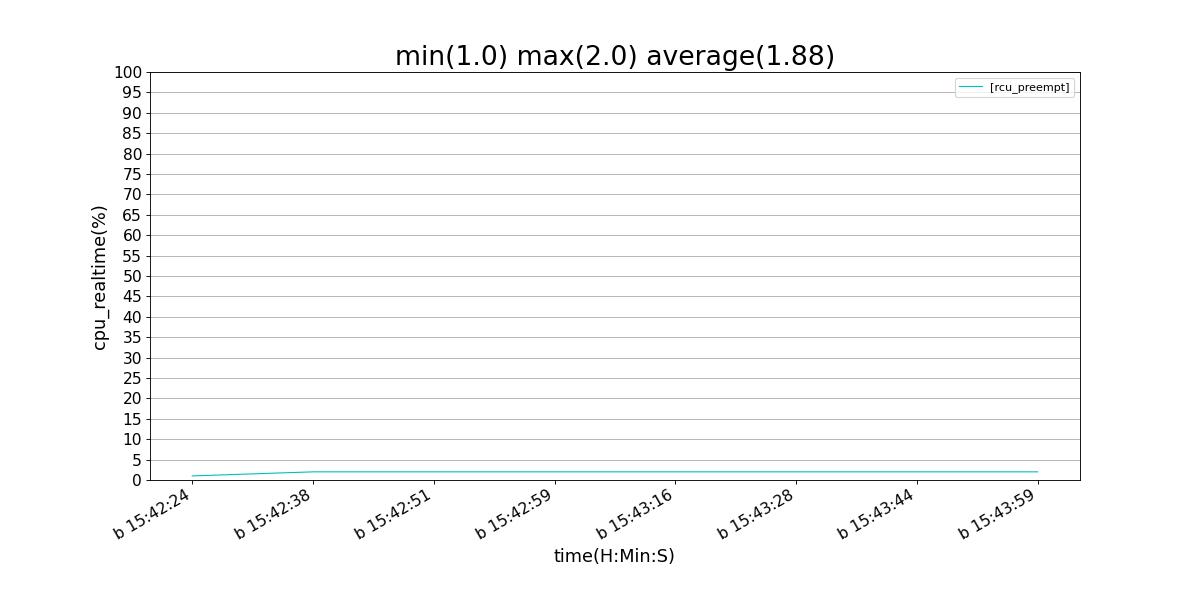 min(1.0) max(2.0) average(1.88)
[rcu_preempt]
cpu_realtime(%)
100
95
90
85
80
75
70
65
60
55
50
45
40
35
30
25
20
15
10
5
0
b 15:42:24
b 15:42:38
b 15:42:51
b 15:42:59
b 15:43:16
b 15:43:28
b 15:43:44
b 15:43:59
time(H:Min:S)